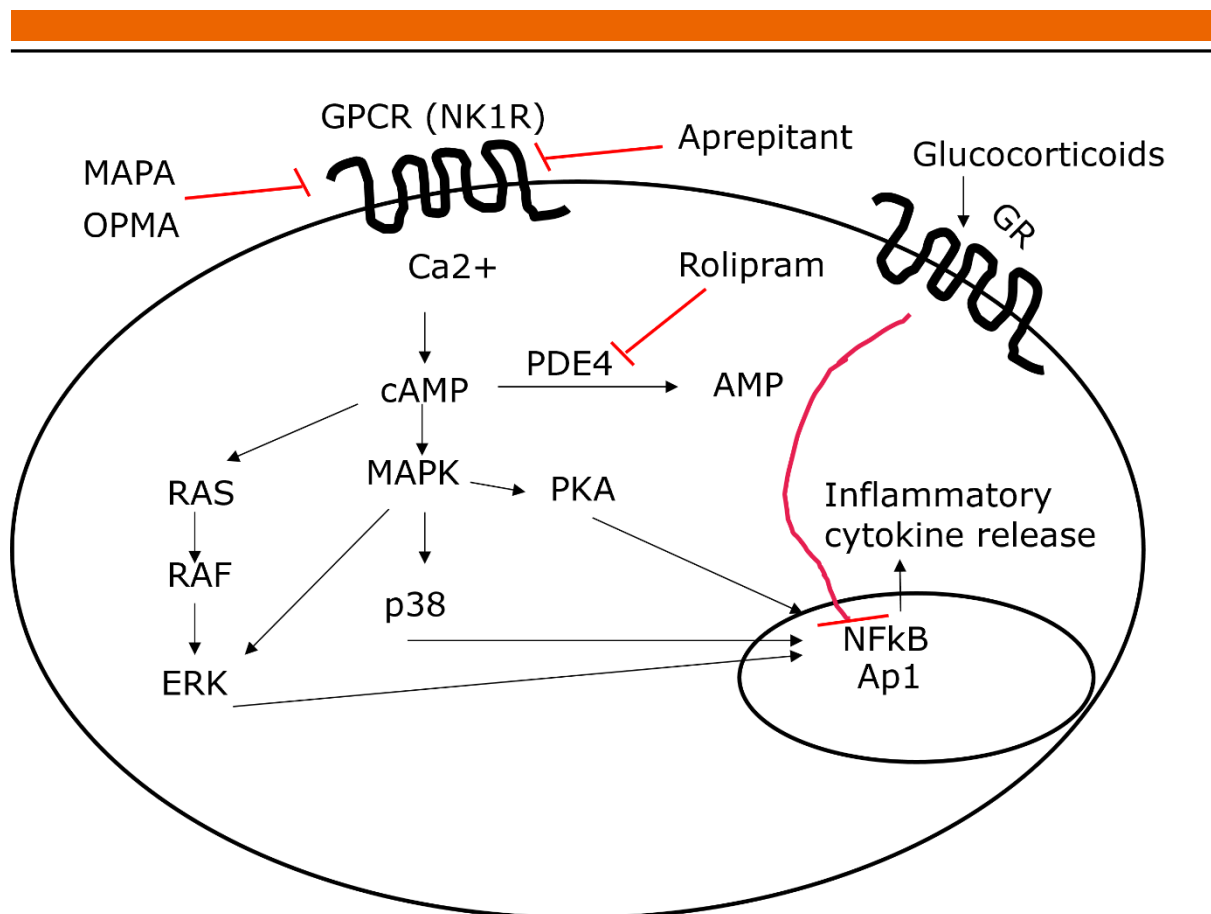 GPCR (NK1R)
Aprepitant
MAPA
OPMA
Glucocorticoids
GR
Ca2+
Rolipram
PDE4
cAMP
AMP
MAPK
PKA
RAS
Inflammatory
cytokine release
RAF
p38
NFkB
Ap1
ERK